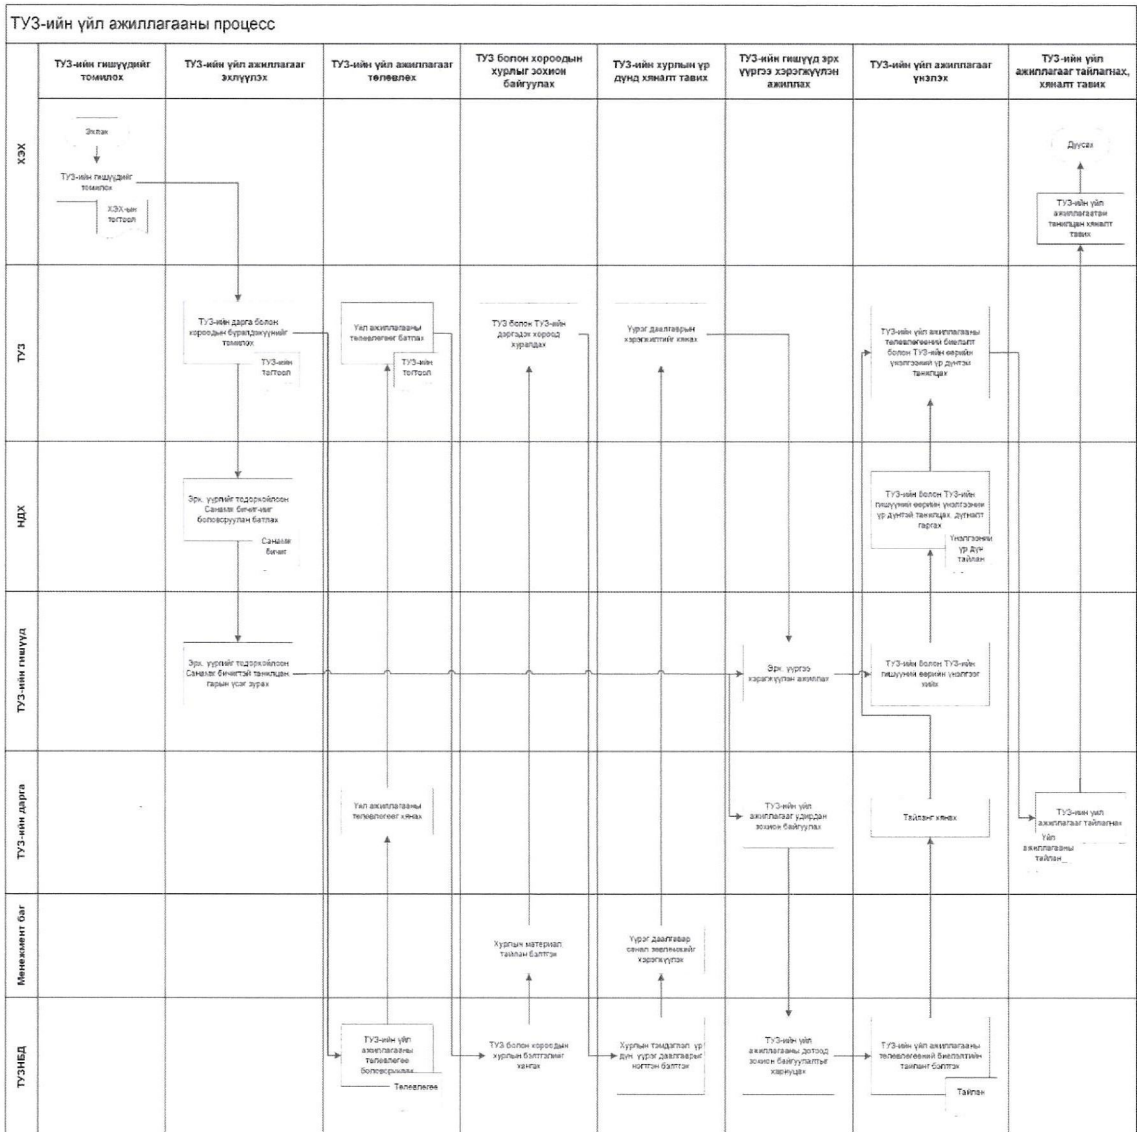 ТУЗ-ийн үйл ажиллагааны процесс
ТУЗ-ийн гишүүдийг
томилох
ТУЗ-ийн үйл ажиллагааг
эхлүүлэх
ТУЗ-ийн үйл ажиллагааг
төлөвлөх
ТУЗ болон хороодын
хурлыг зохион
байгуулах
ТУЗ-ийн хурлын үр
дүнд хяналт тавих
ТУЗ-ийн гишүүд эрх
үүргээ хэрэгжүүлэн
ажиллах
ТУЗ-ийн үйл ажиллагааг
үнэлэх
ТУЗ-ийн үйл
ажиллагааг тайлагнах,
хяналт тавих
ХЭХ
Эхлэх
ТУЗ-ийн гишүүдийг
томилох
ХЭХ-ын
тогтоол
Дуусах
ТУЗ-ийн үйл
ажиллагаатай
танилцан хяналт
тавих
ТУЗ
ТУЗ-ийн дарга болон
хороодын бүрэлдэхүүнийг
томилох
ТУЗ-ийн
тогтоол
Үйл ажиллагааны
төлөвлөгөөг батлах
ТУЗ-ийн
тогтоол
ТУЗ болон ТУЗ-ийн
дэргэдэх хороод
хуралдах
Үүрэг даалгаврын
хэрэгжилтийг хянах
ТУЗ-ийн үйл ажиллагааны
төлөвлөгөөний биелэлт
болон ТУЗ-ийн өөрийн
үнэлгээний үр дүнтэй
танилцах
НДХ
Эрх, үүргийг тодорхойлсон
Санамж бичгийг
боловсруулан батлах
Санамж
бичиг
ТУЗ-ийн болон ТУЗ-ийн
гишүүний өөрийн үнэлгээний
үр дүнтэй танилцах, дүгнэлт
гаргах
Үнэлгээний
үр дүн
тайлан
ТУЗ-ийн гишүүд
Эрх, үүргийг тодорхойлсон
Санамж бичигтэй танилцан
гарын үсэг зурах
Эрх, үүргээ
хэрэгжүүлэн ажиллах
ТУЗ-ийн болон ТУЗ-ийн
гишүүний өөрийн үнэлгээг
хийх
ТУЗ-ийн дарга
Үйл ажиллагааны
төлөвлөгөөг хянах
ТУЗ-ийн үйл
ажиллагааг удирдан
зохион байгуулах
Тайланг хянах
ТУЗ-ийн үйл
ажиллагааг тайлагнах
Үйл
ажиллагааны
тайлан
Менежмент баг
Хурлын материал
тайлан бэлтгэх
Үүрэг даалгавар
санал зөвлөмжийг
хэрэгжүүлэх
ТУЗНБД
ТУЗ-ийн үйл
ажиллагааны
төлөвлөгөө
боловсруулах
Төлөвлөгөө
ТУЗ болон хороодын
хурлын бэлтгэлийг
хангах
Хурлын тэмдэглэл, үр
дүн, үүрэг даалгаврыг
нэгтгэн бэлтгэх
ТУЗ-ийн үйл
ажиллагааны дотоод
зохион байгуулалтыг
хариуцах
ТУЗ-ийн үйл ажиллагааны
төлөвлөгөөний биелэлтийн
тайланг бэлтгэх
Тайлан